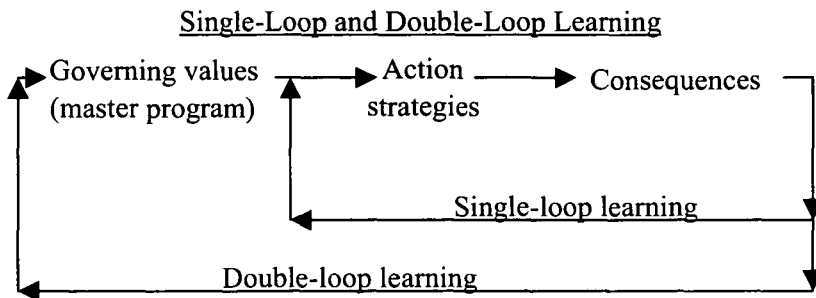 Single-Loop and Double-Loop Learning
Governing values
(master program)
Action
strategies
Consequences
Single-loop learning
Double-loop learning